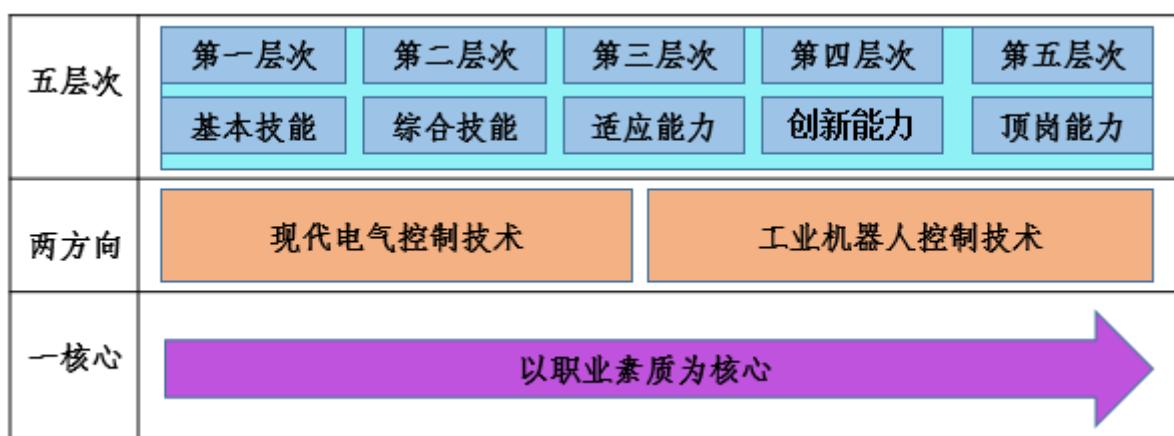 五层次
第一层次 第二层次 第三层次 第四层次 第五层次
基本技能 综合技能 适应能力 创新能力 顶岗能力
两方向
现代电气控制技术 工业机器人控制技术
一核心
以职业素质为核心